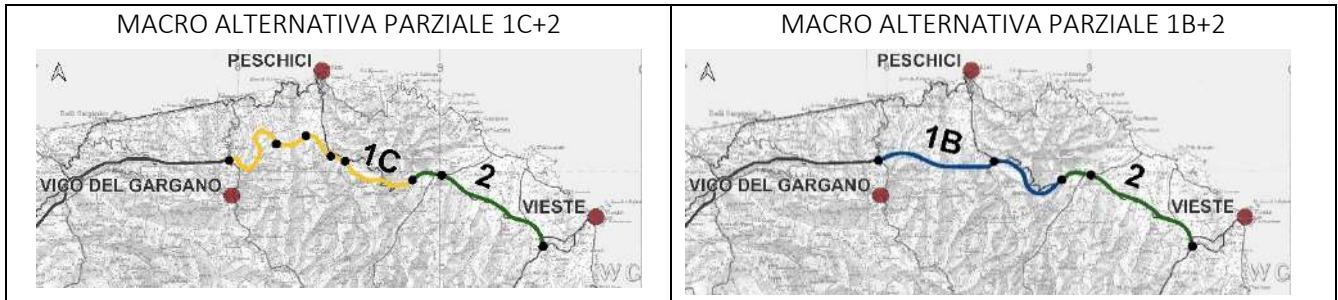 MACRO ALTERNATIVA PARZIALE 1C+2
PESCHICI
1C
2
VICO DEL GARGANO
VIESTE
MACRO ALTERNATIVA PARZIALE 1B+2
PESCHICI
1B
2
VICO DEL GARGANO
VIESTE